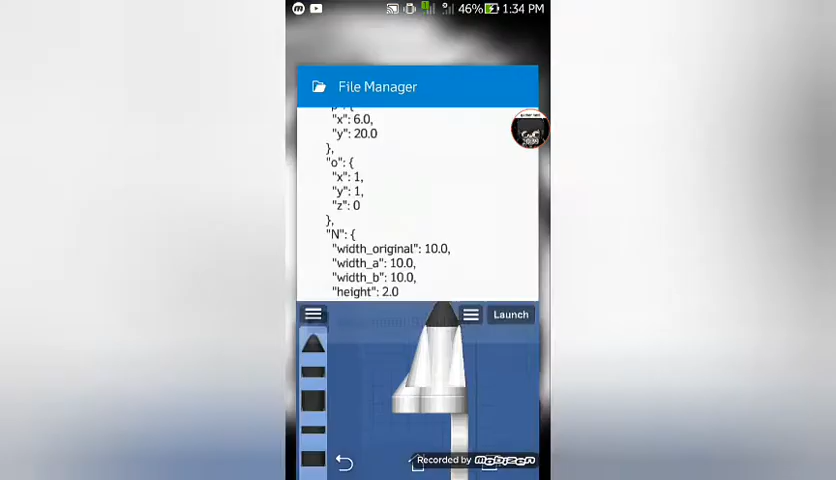 46% 1:34 PM
File Manager
"x": 6.0,
"y": 20.0
},
"o": {
"x": 1,
"y": 1,
"z": 0
},
"N": {
"width_original": 10.0,
"width_a": 10.0,
"width_b": 10.0,
"height": 2.0
Launch
Recorded by mobizen